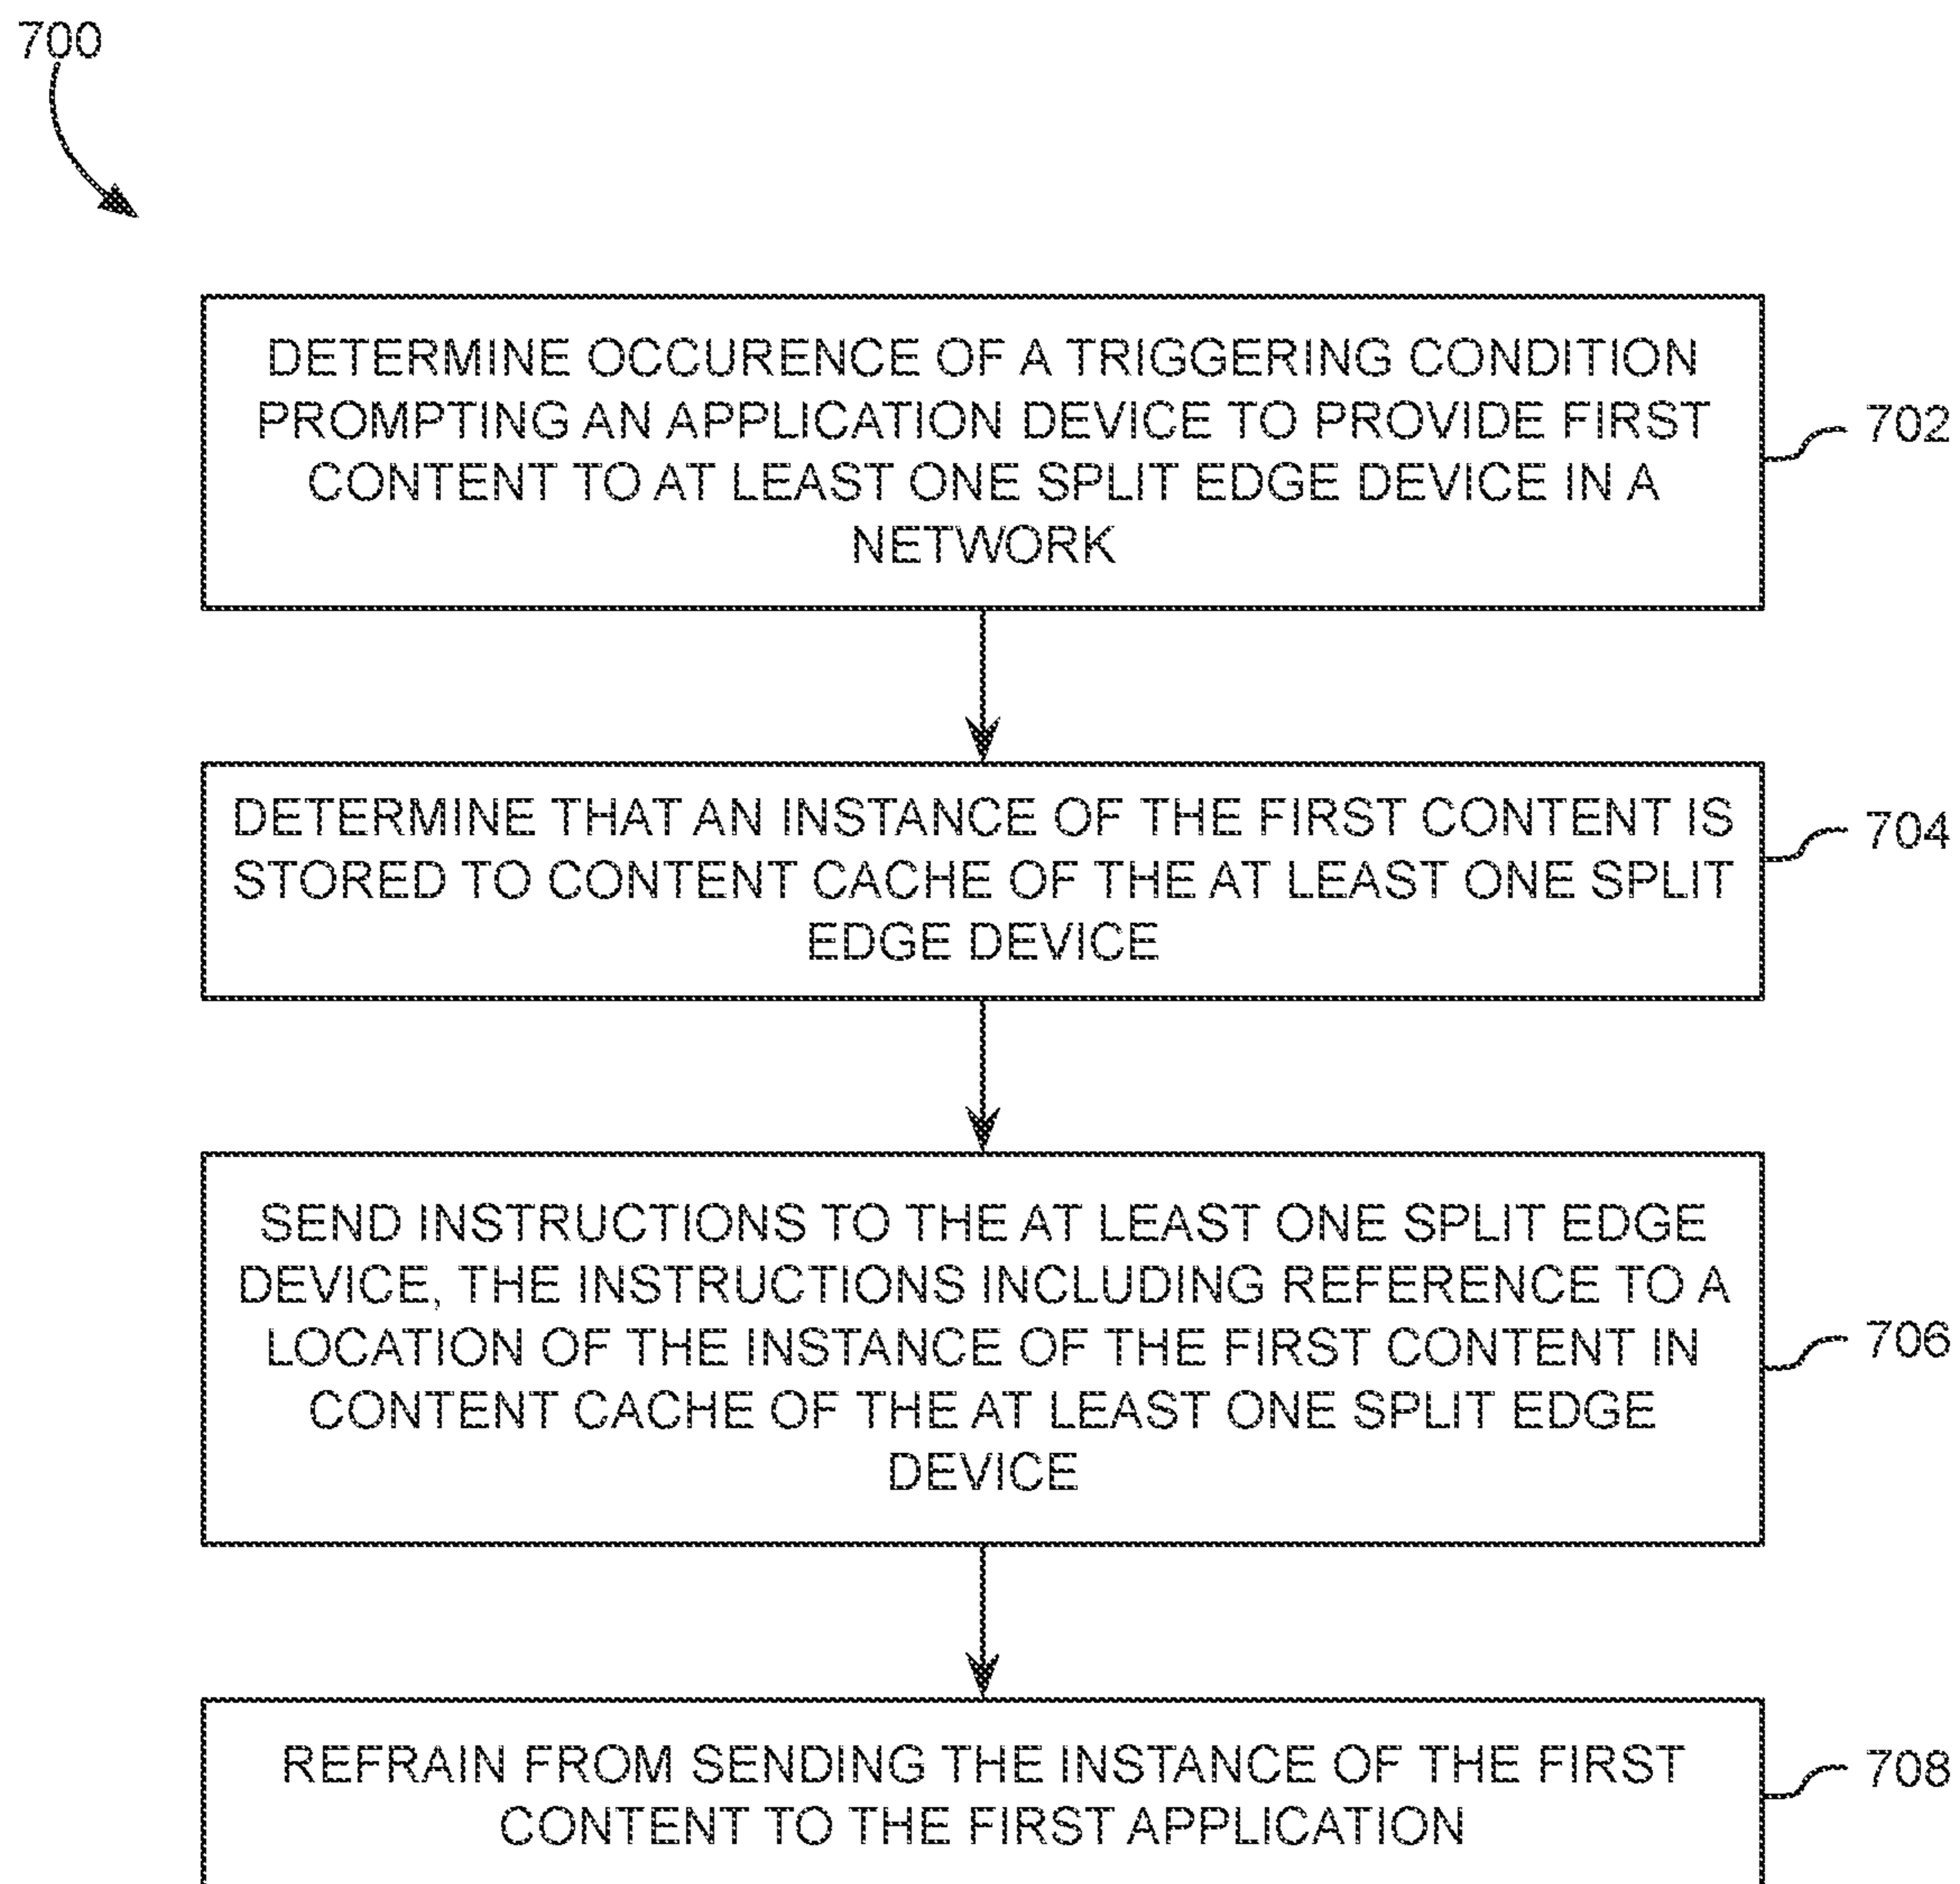 700
DETERMINE OCCURENCE OF A TRIGGERING CONDITION
PROMPTING AN APPLICATION DEVICE TO PROVIDE FIRST
CONTENT TO AT LEAST ONE SPLIT EDGE DEVICE IN A
NETWORK
702
DETERMINE THAT AN INSTANCE OF THE FIRST CONTENT IS
STORED TO CONTENT CACHE OF THE AT LEAST ONE SPLIT
EDGE DEVICE
704
SEND INSTRUCTIONS TO THE AT LEAST ONE SPLIT EDGE
DEVICE, THE INSTRUCTIONS INCLUDING REFERENCE TO A
LOCATION OF THE INSTANCE OF THE FIRST CONTENT IN
CONTENT CACHE OF THE AT LEAST ONE SPLIT EDGE
DEVICE
706
REFRAIN FROM SENDING THE INSTANCE OF THE FIRST
CONTENT TO THE FIRST APPLICATION
708